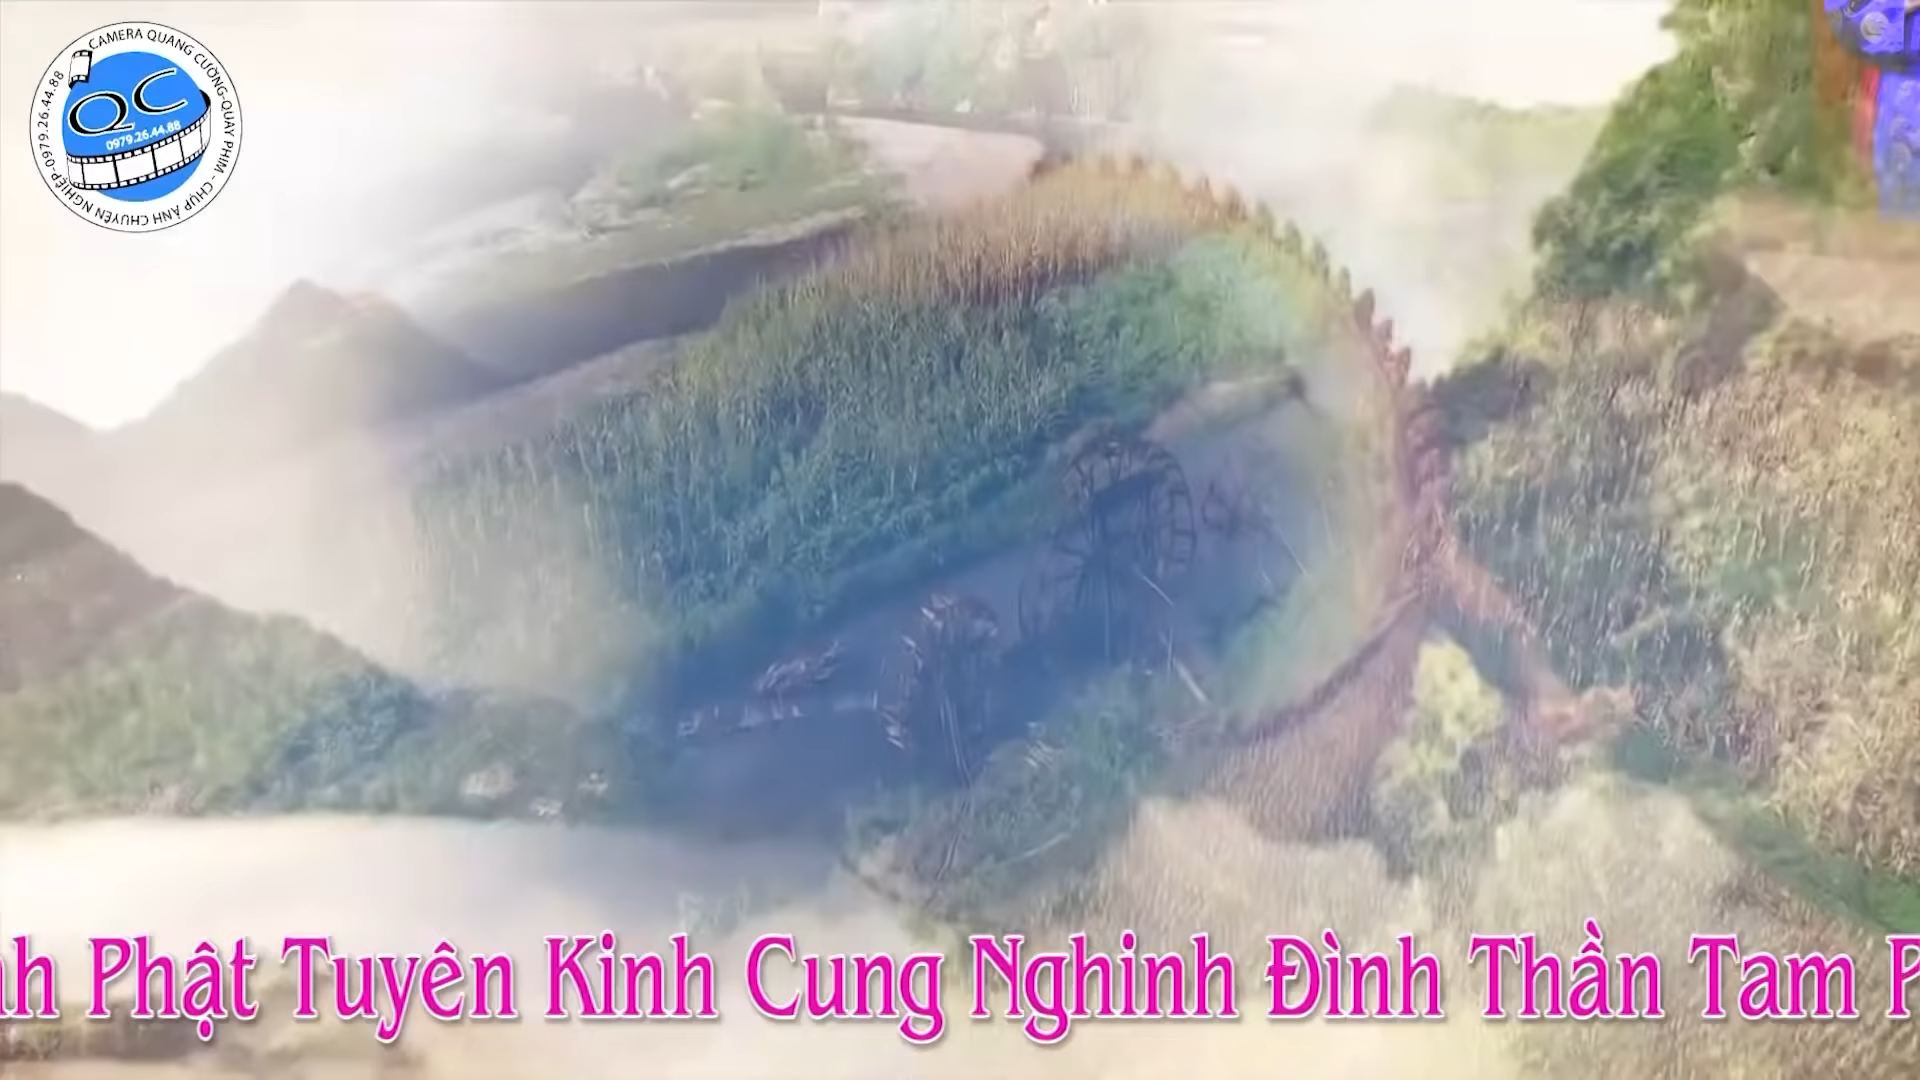 CAMERA QUANG CƯỜNG-QUAY PHIM - CHỤP ẢNH CHUYÊN NGHIỆP-0979.26.44.88
QC
0979.26.44.88
nh Phật Tuyên Kinh Cung Nghinh Đình Thần Tam P